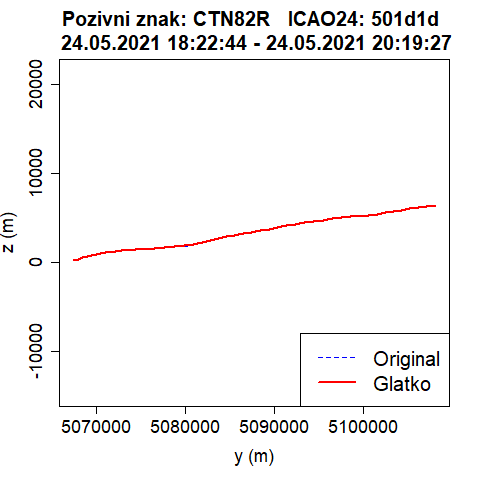 Pozivni znak: CTN82R   ICAO24: 501d1d
24.05.2021 18:22:44 - 24.05.2021 20:19:27
20000
10000
0
-10000
z (m)
Original
Glatko
5070000 5080000 5090000 5100000
y (m)